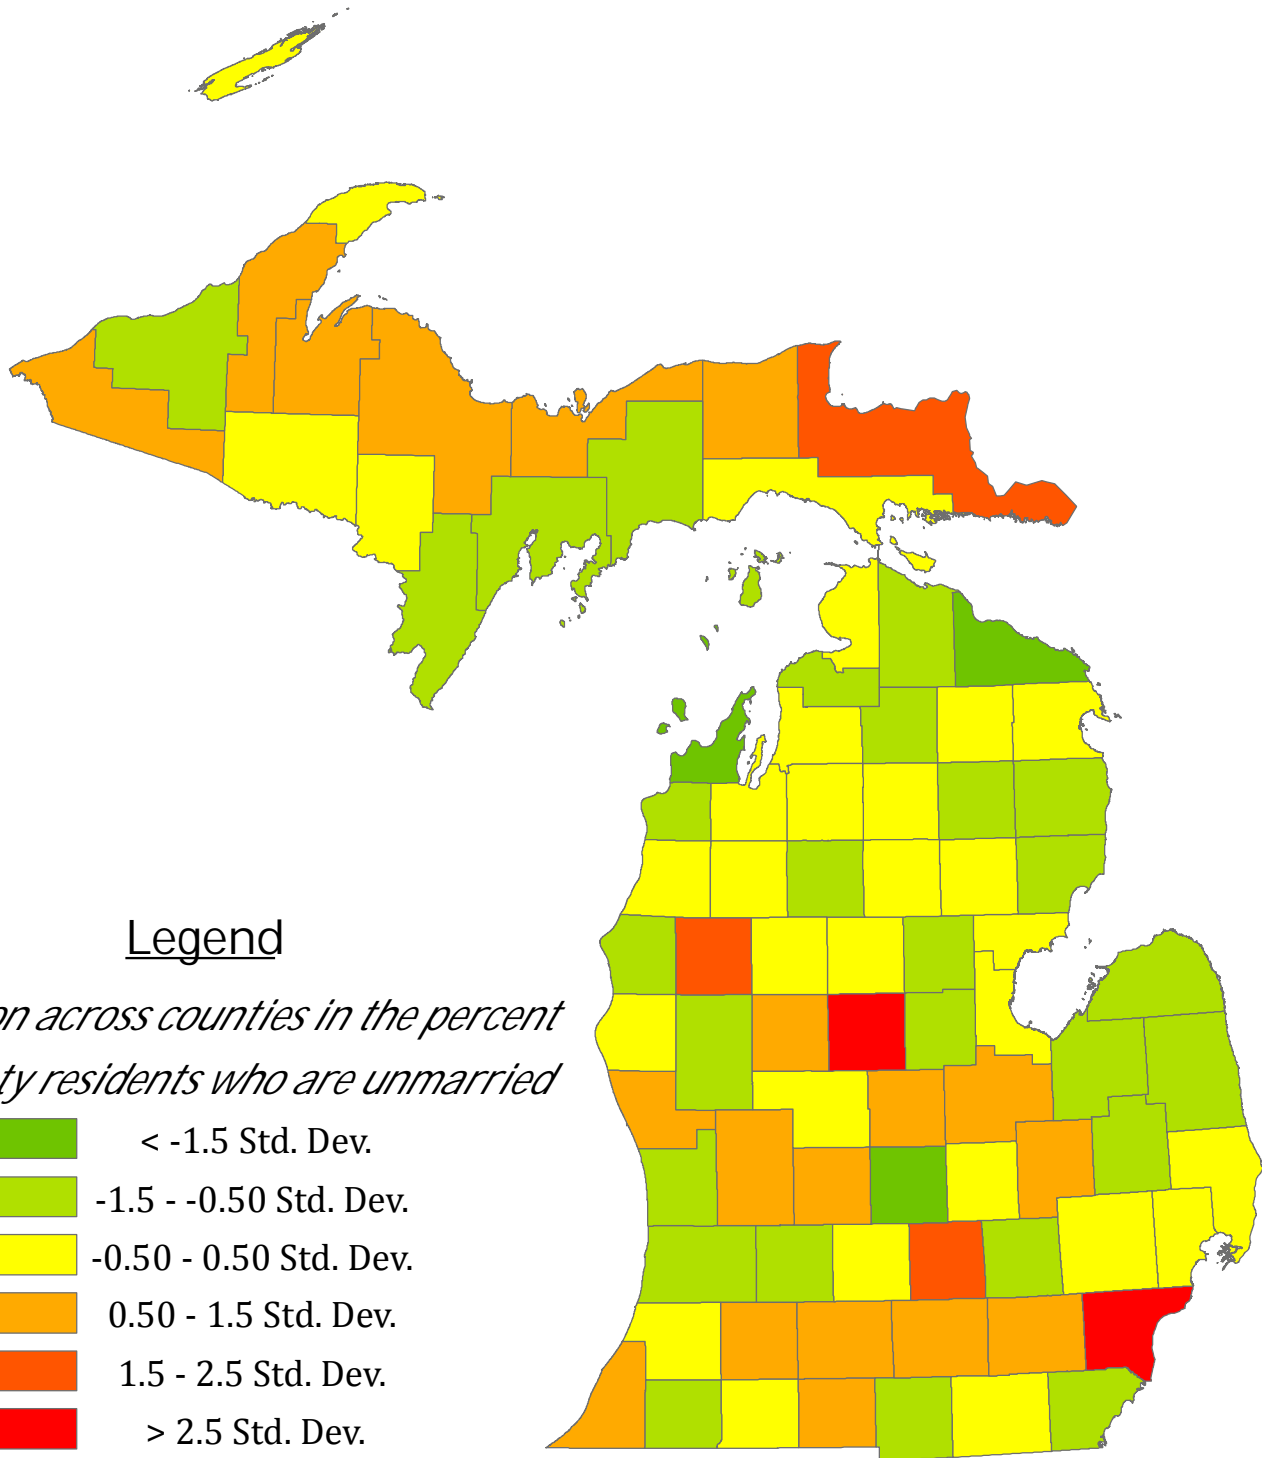 Legend
on across counties in the percent
ty residents who are unmarried
< -1.5 Std. Dev.
-1.5 - -0.50 Std. Dev.
-0.50 - 0.50 Std. Dev.
0.50 - 1.5 Std. Dev.
1.5 - 2.5 Std. Dev.
> 2.5 Std. Dev.